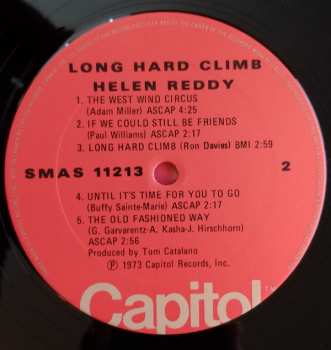 LONG HARD CLIMB
HELEN REDDY
1. THE WEST WIND CIRCUS
(Adam Miller) ASCAP 4:25
2. IF WE COULD STILL BE FRIENDS
(Paul Williams) ASCAP 2:17
3. LONG HARD CLIMB (Ron Davies) BMI 2:59
SMAS 11213 2
4. UNTIL IT'S TIME FOR YOU TO GO
(Buffy Sainte-Marie) ASCAP 2:17
5. THE OLD FASHIONED WAY
(G. Garvarentz-A. Kasha-J. Hirschhorn)
ASCAP 2:56
Produced by Tom Catalano
Ⓟ 1973 Capitol Records, Inc.
Capitol